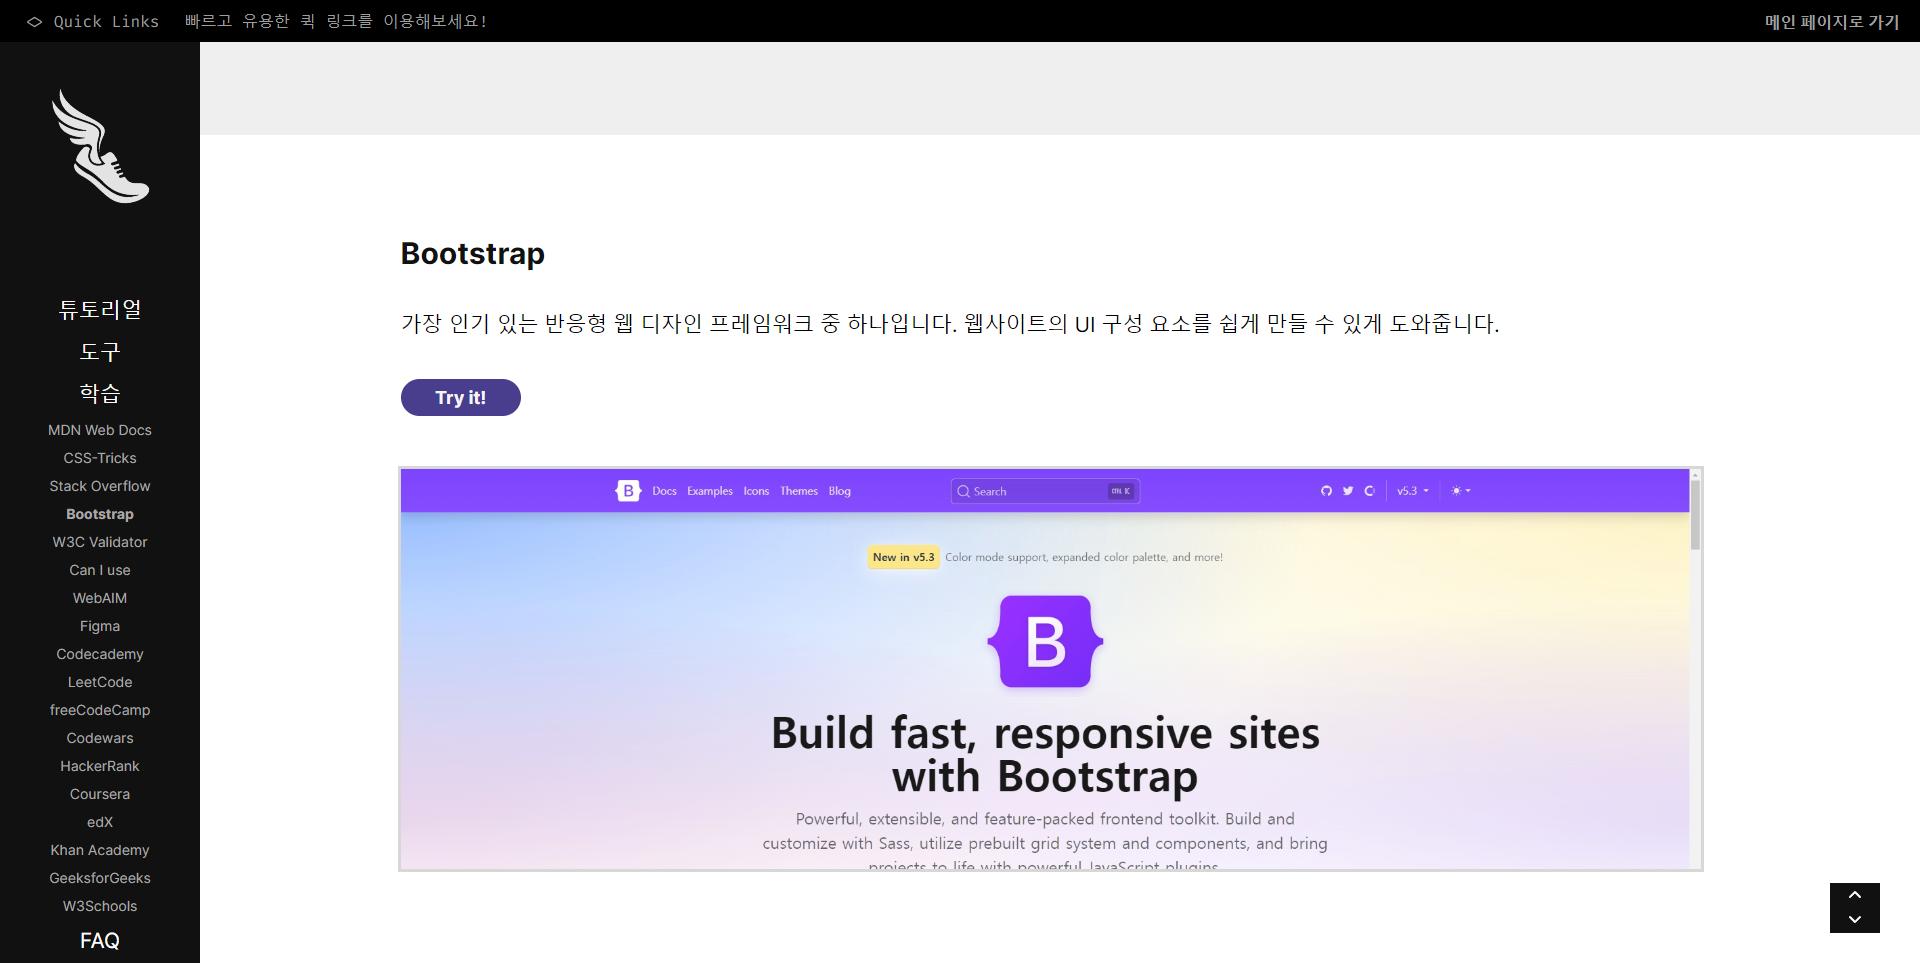 Quick Links 빠르고 유용한 퀵 링크를 이용해보세요!
메인 페이지로 가기
튜토리얼
도구
학습
MDN Web Docs
CSS-Tricks
Stack Overflow
Bootstrap
W3C Validator
Can I use
WebAIM
Figma
Codecademy
LeetCode
freeCodeCamp
Codewars
HackerRank
Coursera
edX
Khan Academy
GeeksforGeeks
W3Schools
FAQ
Bootstrap
가장 인기 있는 반응형 웹 디자인 프레임워크 중 하나입니다. 웹사이트의 UI 구성 요소를 쉽게 만들 수 있게 도와줍니다.
Try it!
B Docs Examples Icons Themes Blog Search CTRL K v5.3
New in v5.3 Color mode support, expanded color palette, and more!
B
Build fast, responsive sites
with Bootstrap
Powerful, extensible, and feature-packed frontend toolkit. Build and
customize with Sass, utilize prebuilt grid system and components, and bring
projects to life with powerful JavaScript plugins.